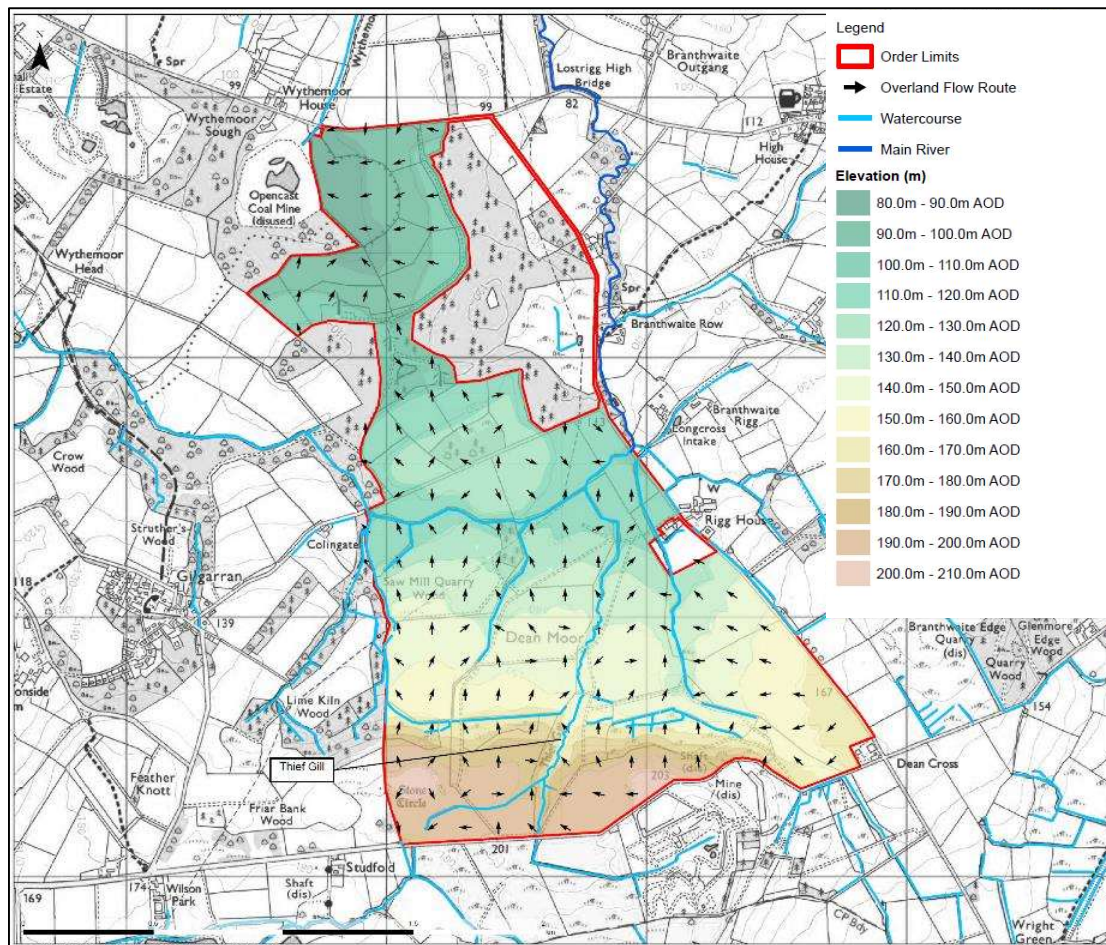 Legend
Order Limits
Overland Flow Route
Watercourse
Main River
Elevation (m)
80.0m - 90.0m AOD
90.0m - 100.0m AOD
100.0m - 110.0m AOD
110.0m - 120.0m AOD
120.0m - 130.0m AOD
130.0m - 140.0m AOD
140.0m - 150.0m AOD
150.0m - 160.0m AOD
160.0m - 170.0m AOD
170.0m - 180.0m AOD
180.0m - 190.0m AOD
190.0m - 200.0m AOD
200.0m - 210.0m AOD
N
Spr
Estate
99
Wythemoor
House
Wythemoor
Sough
Opencast
Coal Mine
(disused)
Lostrigg High
Bridge
Branthwaite
Outgang
99
82
112
High
House
Wythemoor
Head
Spr
Branthwaite Row
Longcross
Intake
Branthwaite
Rigg
Crow
Wood
W
Rigg House
Struther's
Wood
Colingate
Gilgarran
118
139
Saw Mill Quarry
Wood
Dean Moor
Branthwaite Edge
Quarry
(dis)
Glenmore
Edge Wood
Quarry
Wood
Lime Kiln
Wood
167
154
Thief Gill
Shaft
(dis)
Dean Cross
Feather
Knott
203
Mine
(dis)
Stone
Circle
Friar Bank
Wood
201
Studfold
169
174
Wilson
Park
Shaft
(dis)
CP Bdy
Wright
Green